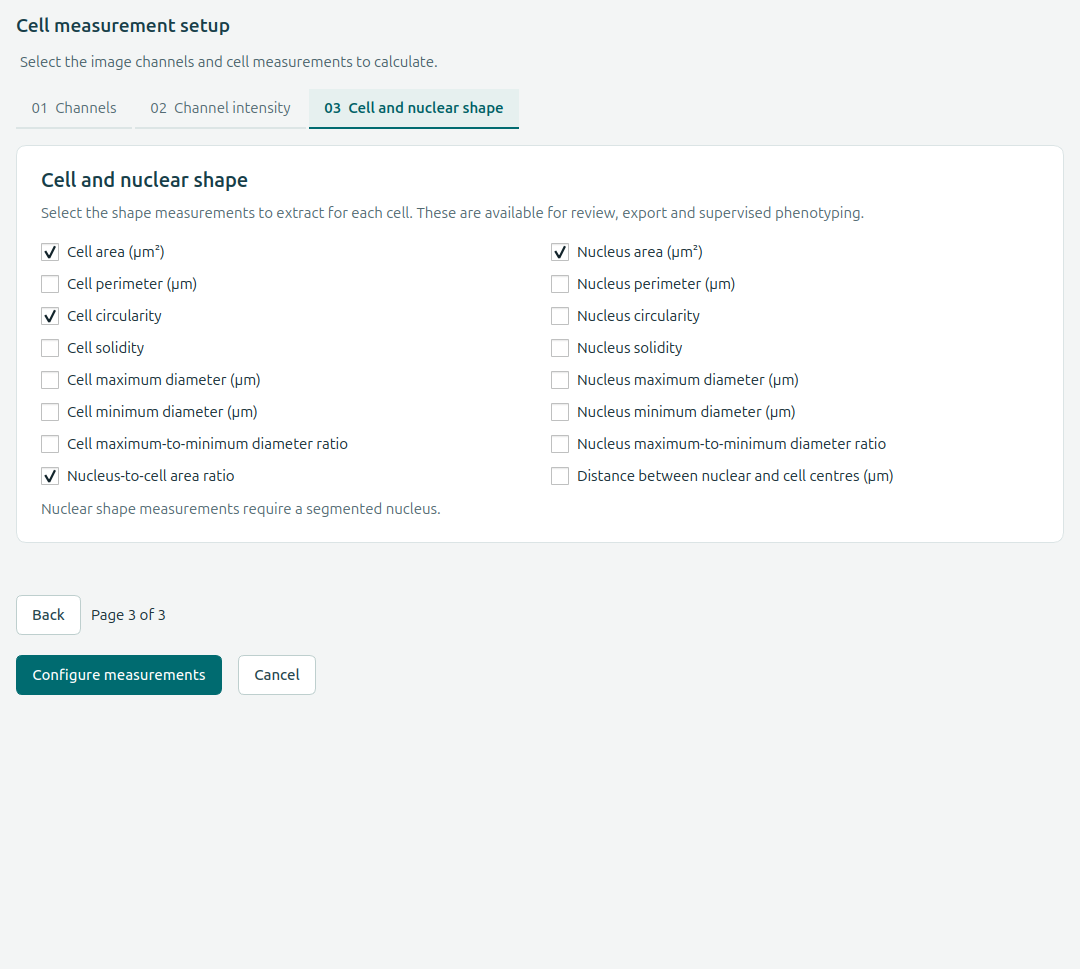 Cell measurement setup
Select the image channels and cell measurements to calculate.
01 Channels
02 Channel intensity
03 Cell and nuclear shape
Cell and nuclear shape
Select the shape measurements to extract for each cell. These are available for review, export and supervised phenotyping.
Cell area (µm²)
Nucleus area (µm²)
Cell perimeter (µm)
Nucleus perimeter (µm)
Cell circularity
Nucleus circularity
Cell solidity
Nucleus solidity
Cell maximum diameter (µm)
Nucleus maximum diameter (µm)
Cell minimum diameter (µm)
Nucleus minimum diameter (µm)
Cell maximum-to-minimum diameter ratio
Nucleus maximum-to-minimum diameter ratio
Nucleus-to-cell area ratio
Distance between nuclear and cell centres (µm)
Nuclear shape measurements require a segmented nucleus.
Back
Page 3 of 3
Configure measurements
Cancel